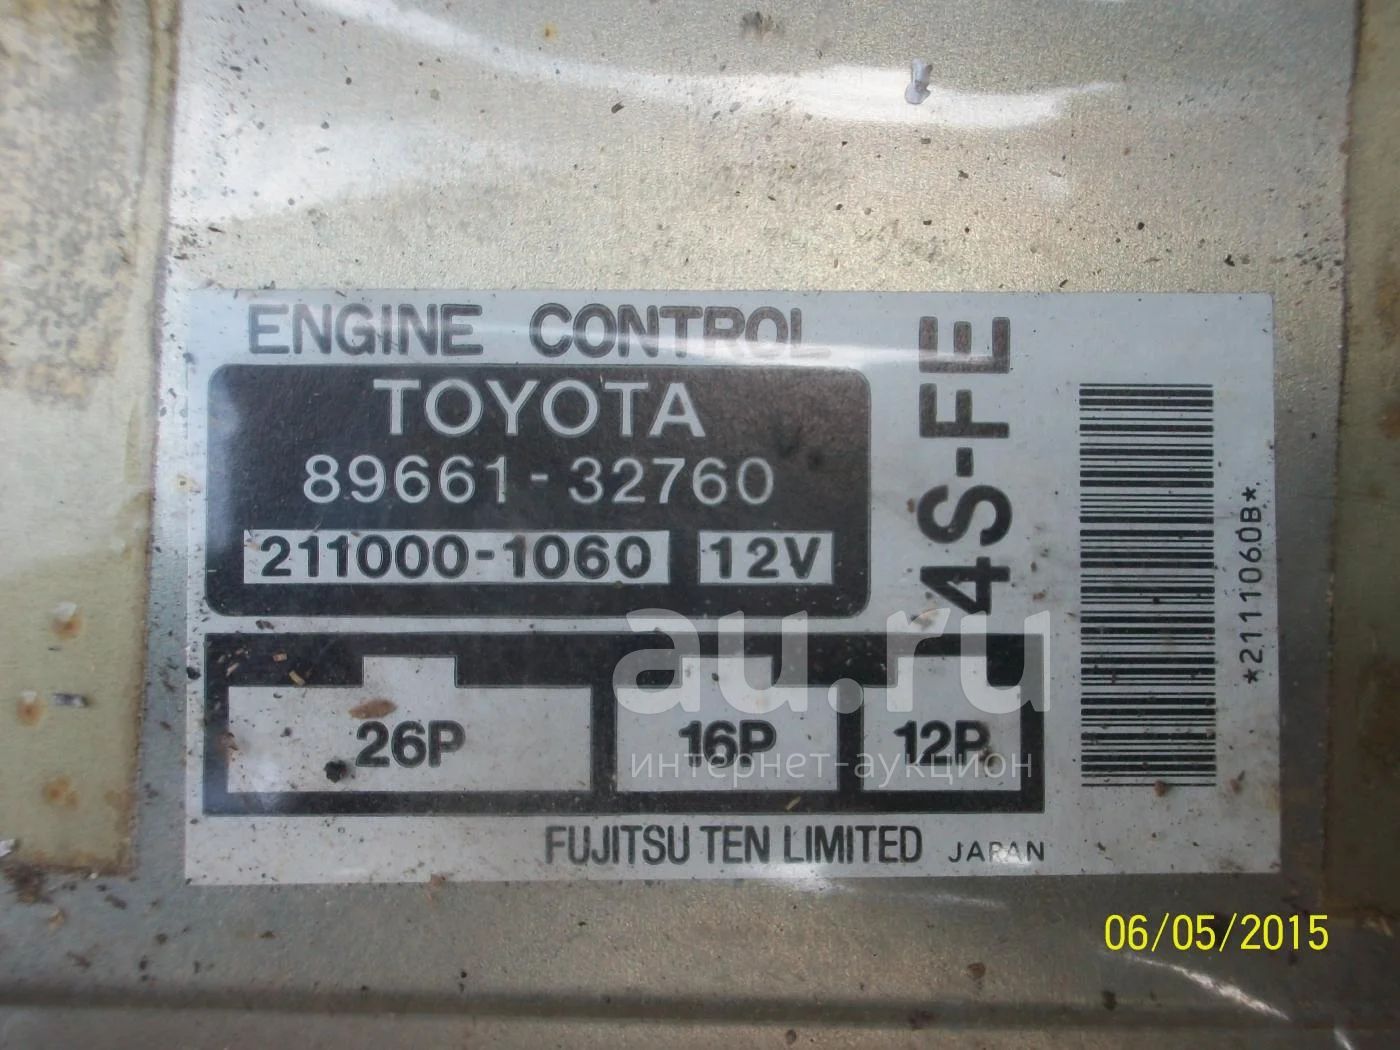 ENGINE CONTROL
TOYOTA
89661-32760
211000-1060 12V
4S-FE
*2111060B*
26P 16P 12P
FUJITSU TEN LIMITED JAPAN
au.ru
интернет-аукцион
06/05/2015